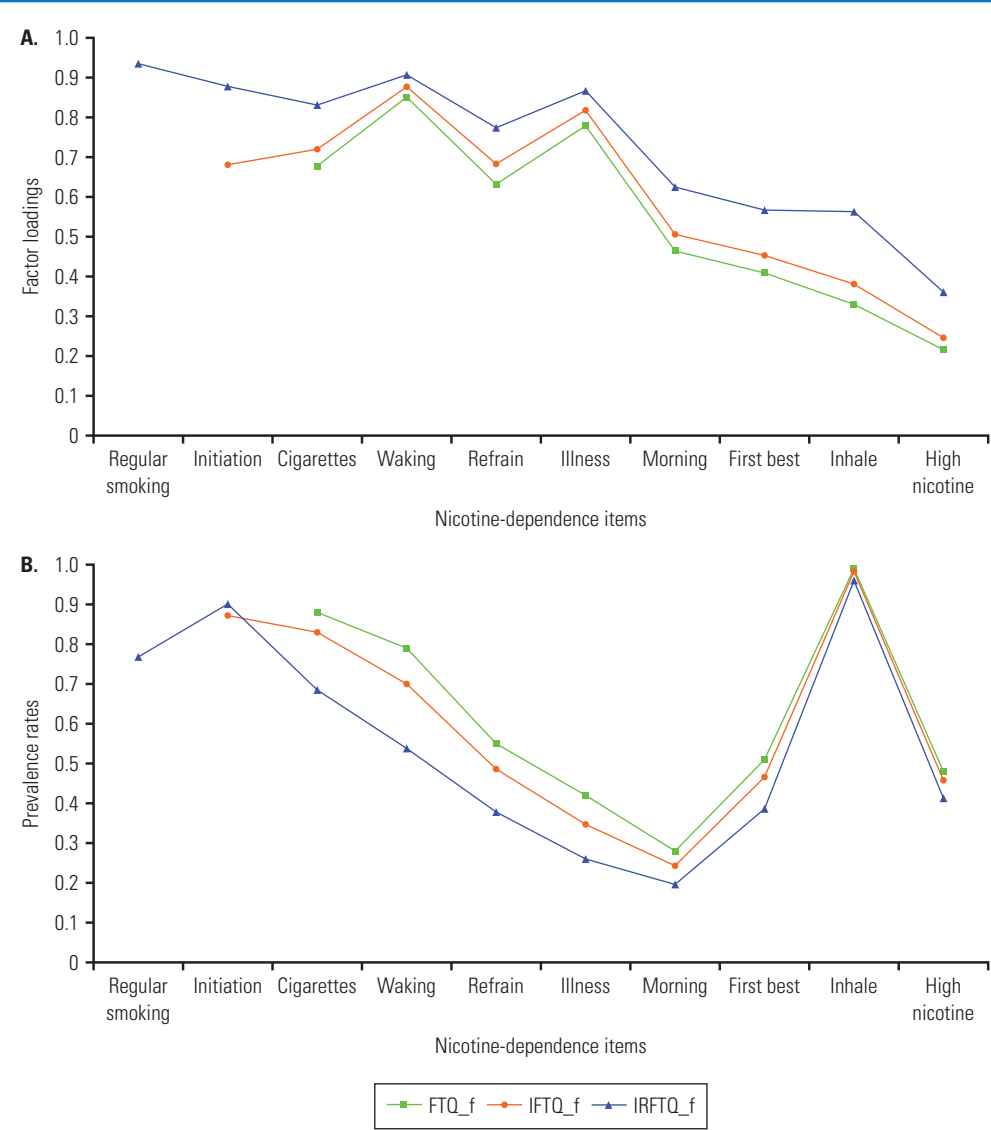 A.
1.0
0.9
0.8
0.7
0.6
0.5
0.4
0.3
0.2
0.1
0
Factor loadings
Regular smoking
Initiation
Cigarettes
Waking
Refrain
Illness
Morning
First best
Inhale
High nicotine
Nicotine-dependence items
B.
1.0
0.9
0.8
0.7
0.6
0.5
0.4
0.3
0.2
0.1
0
Prevalence rates
Regular smoking
Initiation
Cigarettes
Waking
Refrain
Illness
Morning
First best
Inhale
High nicotine
Nicotine-dependence items
FTQ_f IFTQ_f IRFTQ_f